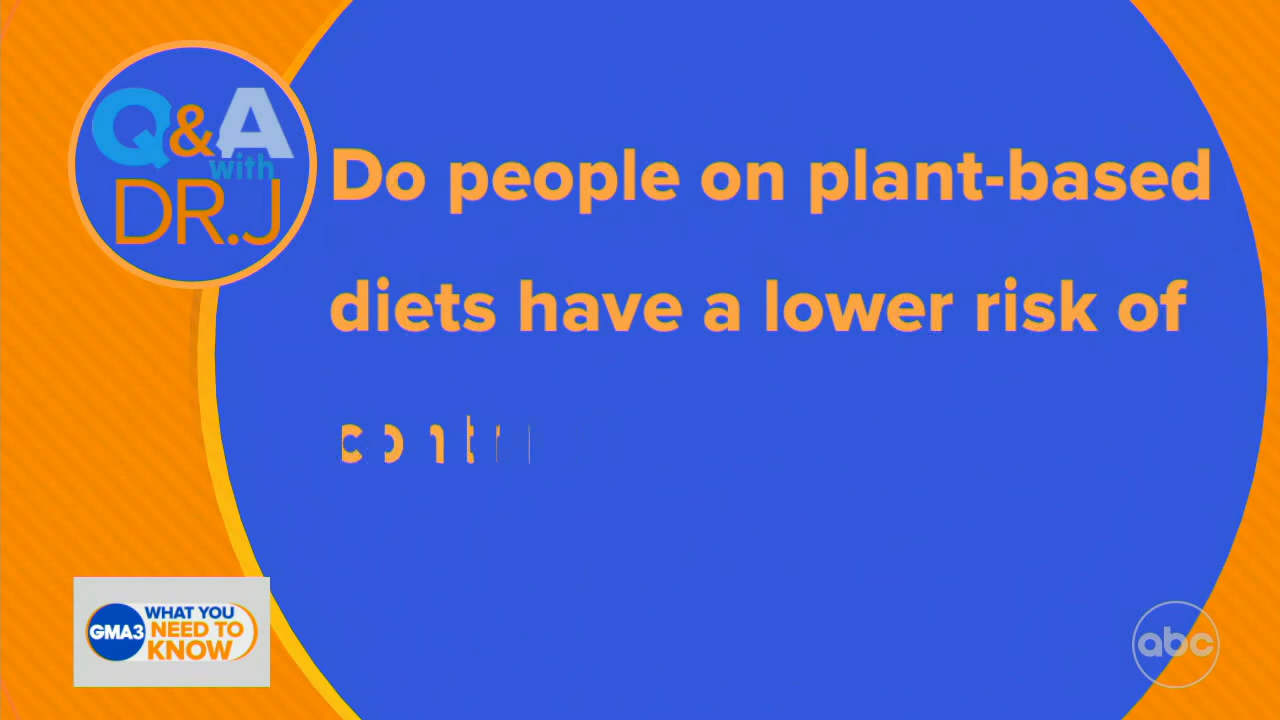 Q&A
with
DR.J
Do people on plant-based
diets have a lower risk of
GMA3
WHAT YOU
NEED TO
KNOW
abc